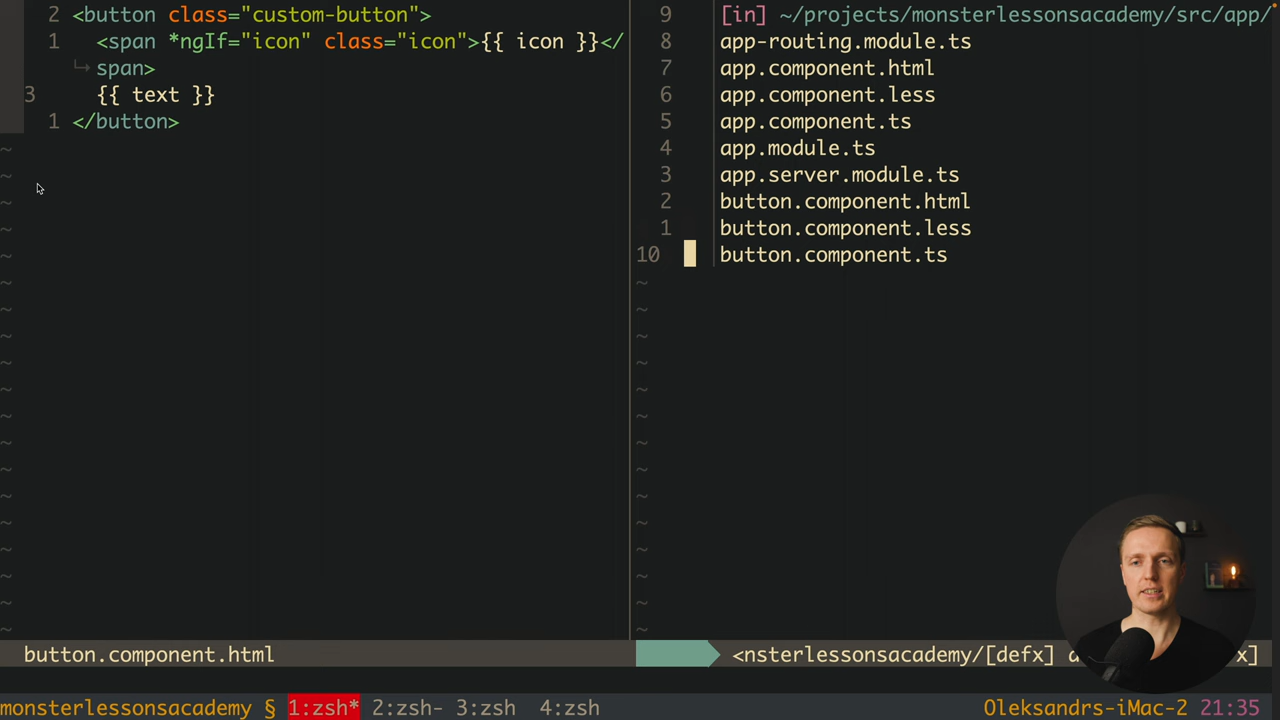 2 <button class="custom-button">
1 <span *ngIf="icon" class="icon">{{ icon }}</
span>
3 {{ text }}
1 </button>
button.component.html
9 [in] ~/projects/monsterlessonsacademy/src/app/
8 app-routing.module.ts
7 app.component.html
6 app.component.less
5 app.component.ts
4 app.module.ts
3 app.server.module.ts
2 button.component.html
1 button.component.less
10 button.component.ts
<nsterlessonsacademy/[defx] a x]
monsterlessonsacademy § 1:zsh* 2:zsh- 3:zsh 4:zsh Oleksandrs-iMac-2 21:35